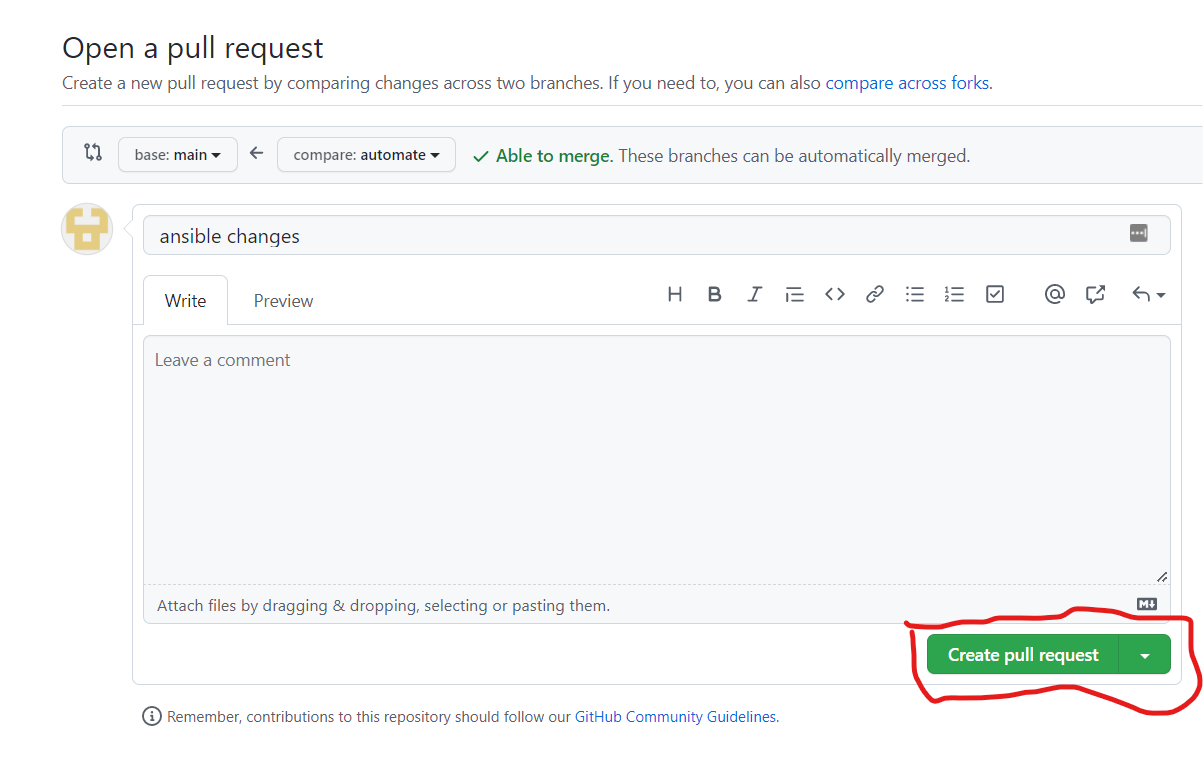 Open a pull request
Create a new pull request by comparing changes across two branches. If you need to, you can also compare across forks.
base: main compare: automate Able to merge. These branches can be automatically merged.
ansible changes
Write Preview
Leave a comment
Attach files by dragging & dropping, selecting or pasting them.
Create pull request
Remember, contributions to this repository should follow our GitHub Community Guidelines.